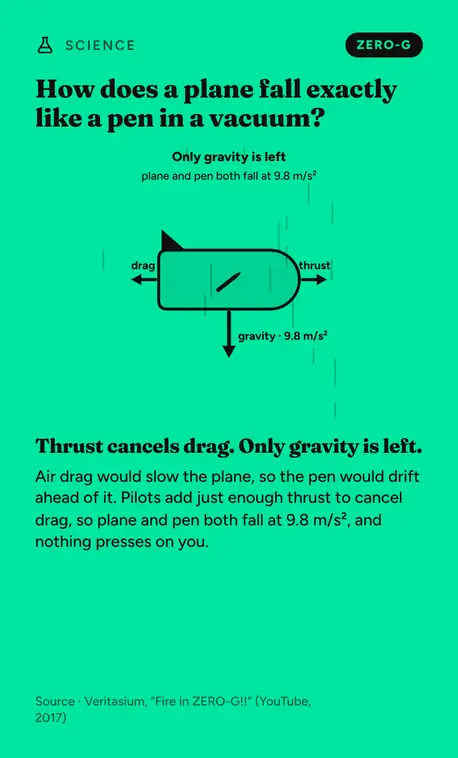 SCIENCE
ZERO-G
How does a plane fall exactly
like a pen in a vacuum?
Only gravity is left
plane and pen both fall at 9.8 m/s²
drag
thrust
gravity · 9.8 m/s²
Thrust cancels drag. Only gravity is left.
Air drag would slow the plane, so the pen would drift
ahead of it. Pilots add just enough thrust to cancel
drag, so plane and pen both fall at 9.8 m/s², and
nothing presses on you.
Source · Veritasium, “Fire in ZERO-G!!” (YouTube,
2017)